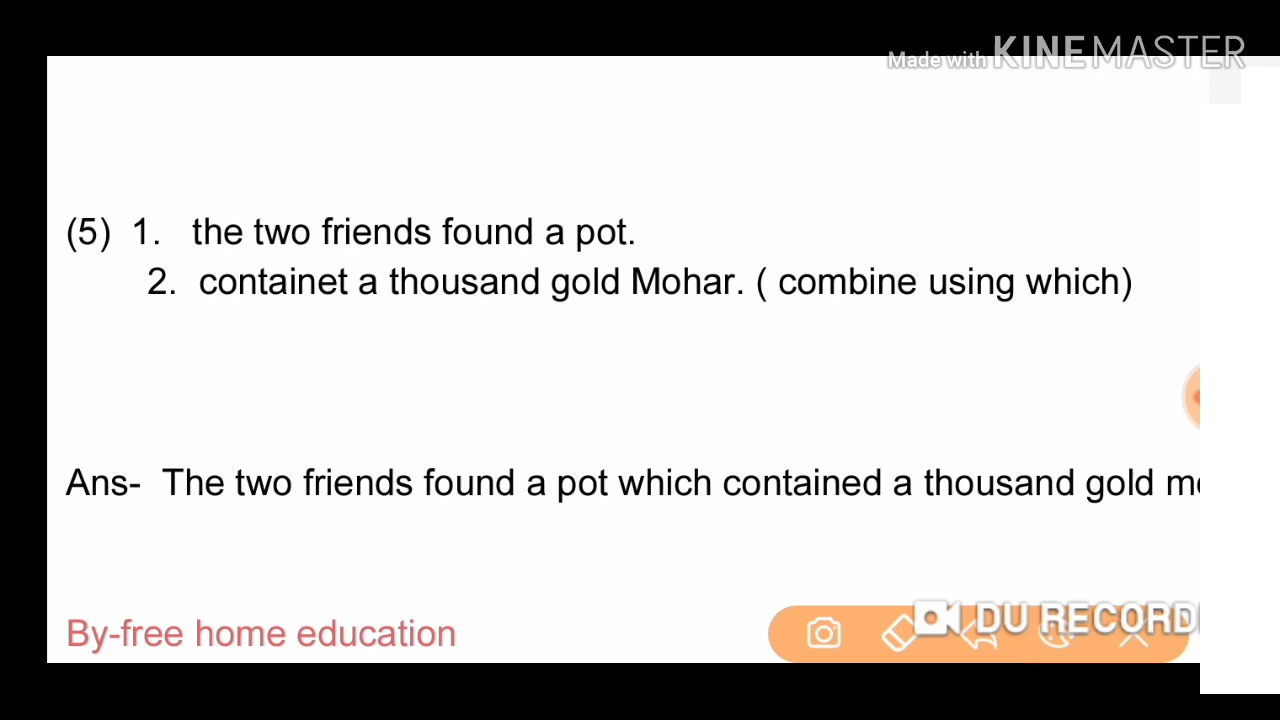 Made with KINEMASTER
(5) 1. the two friends found a pot.
2. containet a thousand gold Mohar. ( combine using which)
Ans- The two friends found a pot which contained a thousand gold
By-free home education
DU RECORD